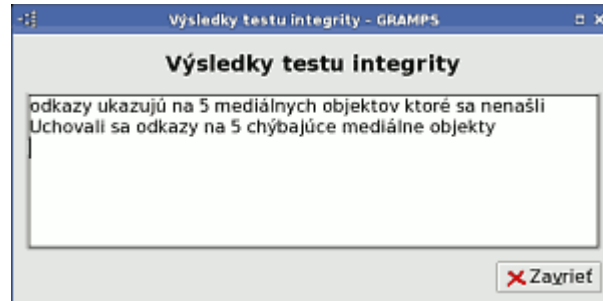 Výsledky testu integrity - GRAMPS
Výsledky testu integrity
odkazy ukazujú na 5 mediálnych objektov ktoré sa nenašli
Uchovali sa odkazy na 5 chýbajúce mediálne objekty
Zavrieť